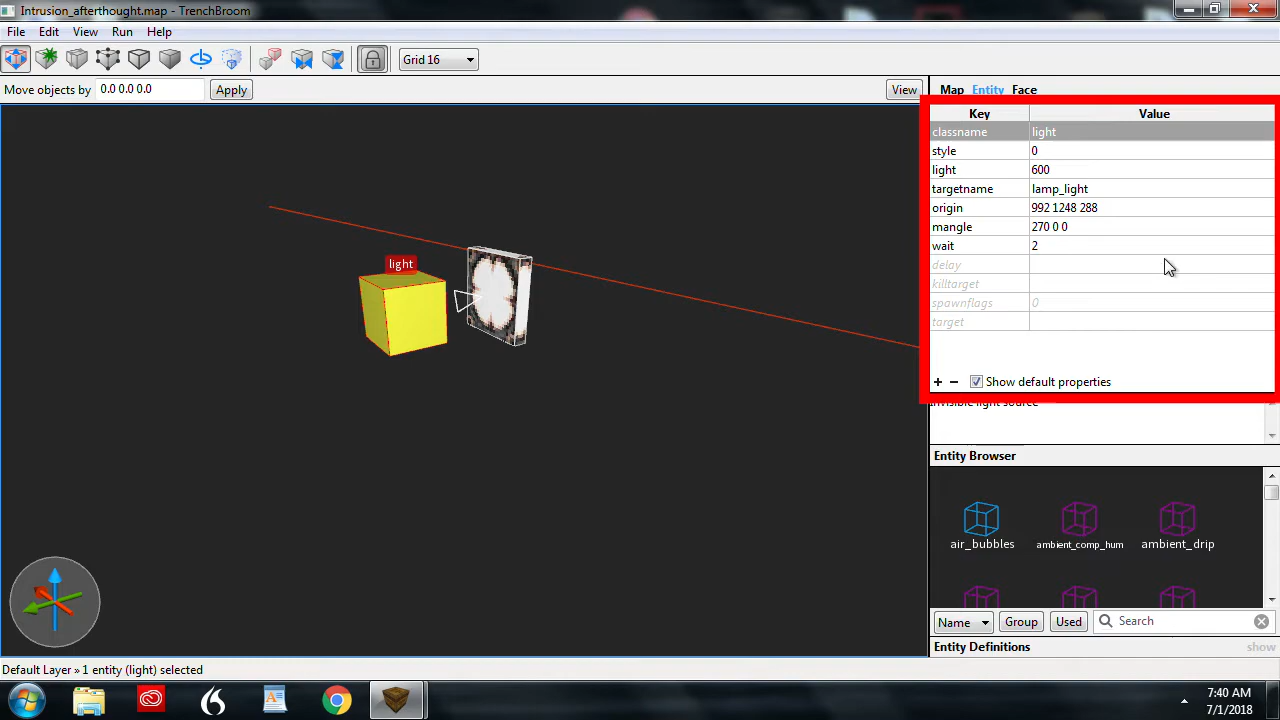 Intrusion_afterthought.map - TrenchBroom
File Edit View Run Help
Grid 16
Move objects by 0.0 0.0 0.0 Apply View
Map Entity Face
Key Value
classname light
style 0
light 600
targetname lamp_light
origin 992 1248 288
mangle 270 0 0
wait 2
delay
killtarget
spawnflags 0
target
Show default properties
light
invisible light source
Entity Browser
air_bubbles ambient_comp_hum ambient_drip
Name Group Used Search
Entity Definitions show
Default Layer » 1 entity (light) selected
7:40 AM
7/1/2018